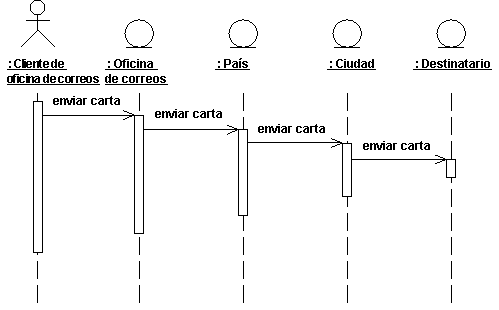 : Cliente de
oficina de correos
: Oficina
de correos
: País
: Ciudad
: Destinatario
enviar carta
enviar carta
enviar carta
enviar carta